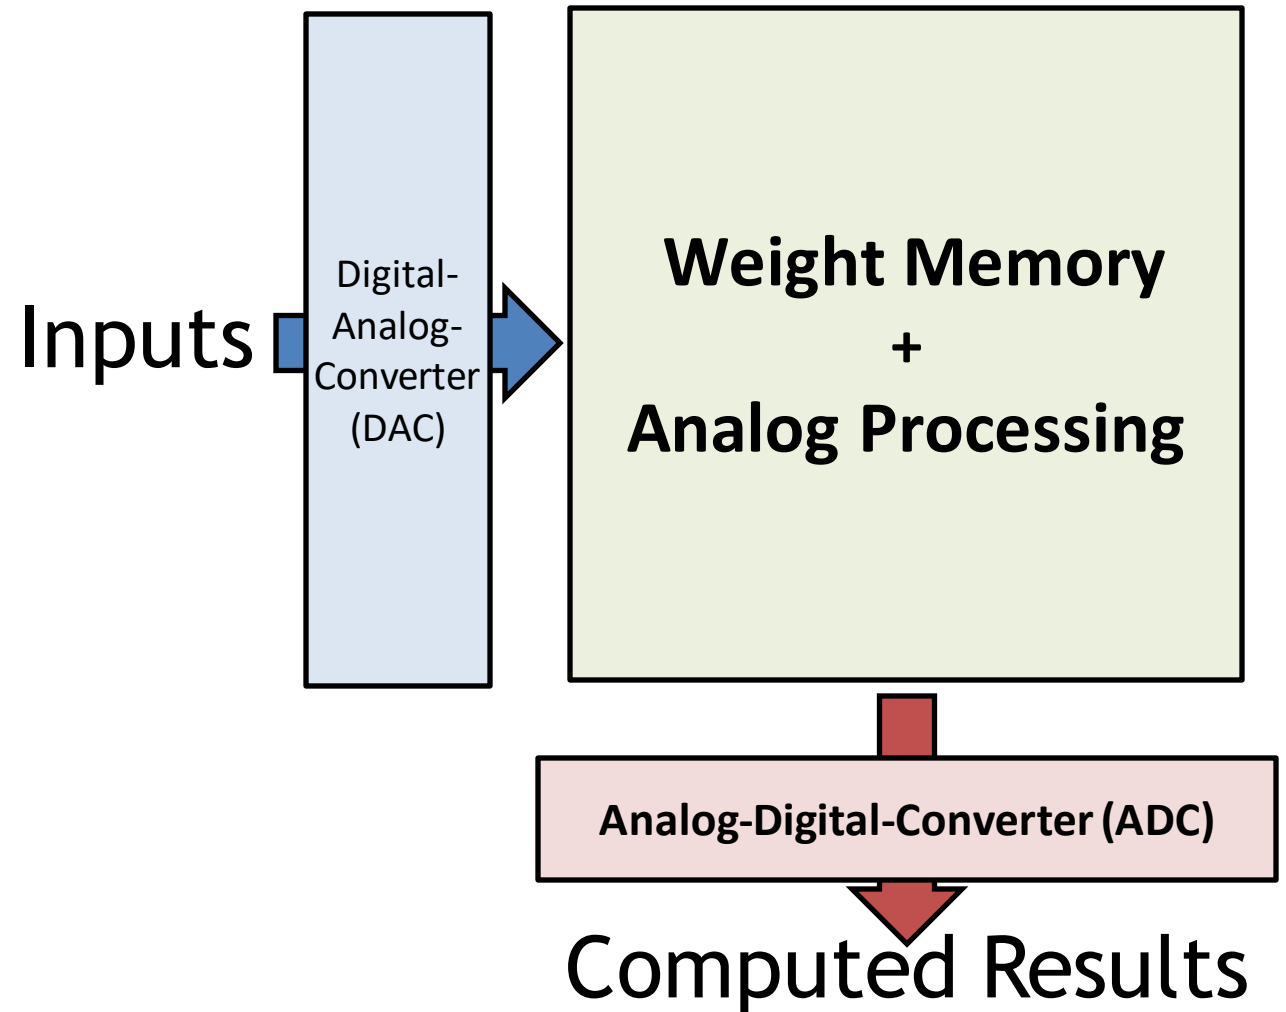 Inputs
Digital-
Analog-
Converter
(DAC)
Weight Memory
+
Analog Processing
Analog-Digital-Converter (ADC)
Computed Results